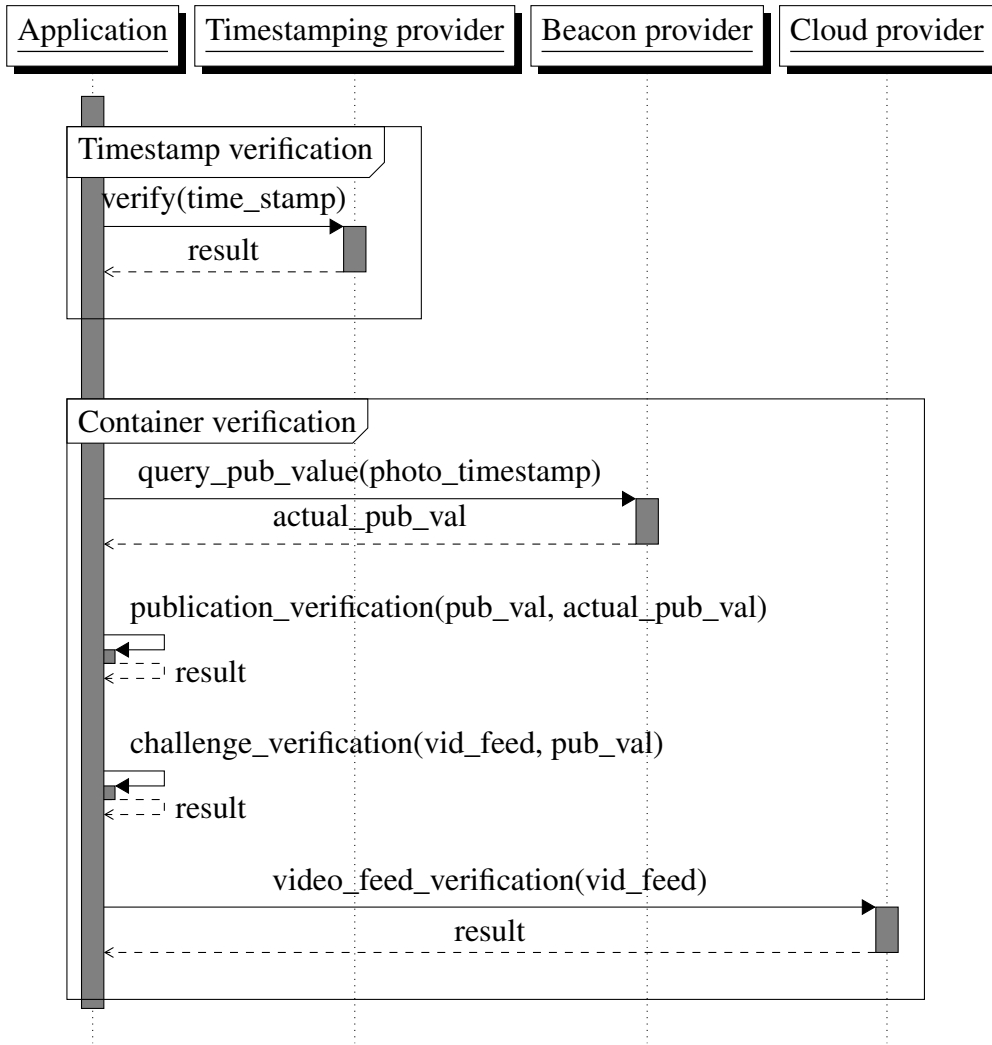 Application
Timestamping provider
Beacon provider
Cloud provider
Timestamp verification
verify(time_stamp)
result
Container verification
query_pub_value(photo_timestamp)
actual_pub_val
publication_verification(pub_val, actual_pub_val)
result
challenge_verification(vid_feed, pub_val)
result
video_feed_verification(vid_feed)
result